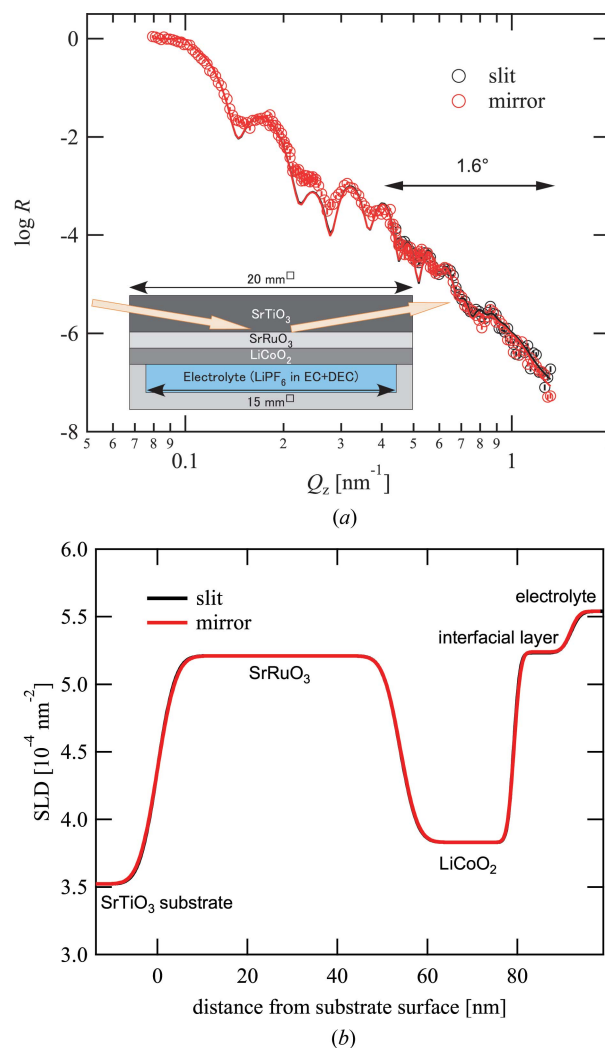 (a)
0
-2
-4
-6
-8
log R
slit
mirror
1.6°
20 mm□
SrTiO₃
SrRuO₃
LiCoO₂
Electrolyte (LiPF₆ in EC+DEC)
15 mm□
5 6 7 8 9 2 3 4 5 6 7 8 9
0.1 1
Q_z [nm⁻¹]
(a)
6.0
5.5
5.0
4.5
4.0
3.5
3.0
SLD [10⁻⁴ nm⁻²]
slit
mirror
electrolyte
interfacial layer
SrRuO₃
LiCoO₂
SrTiO₃ substrate
0 20 40 60 80
distance from substrate surface [nm]
(b)